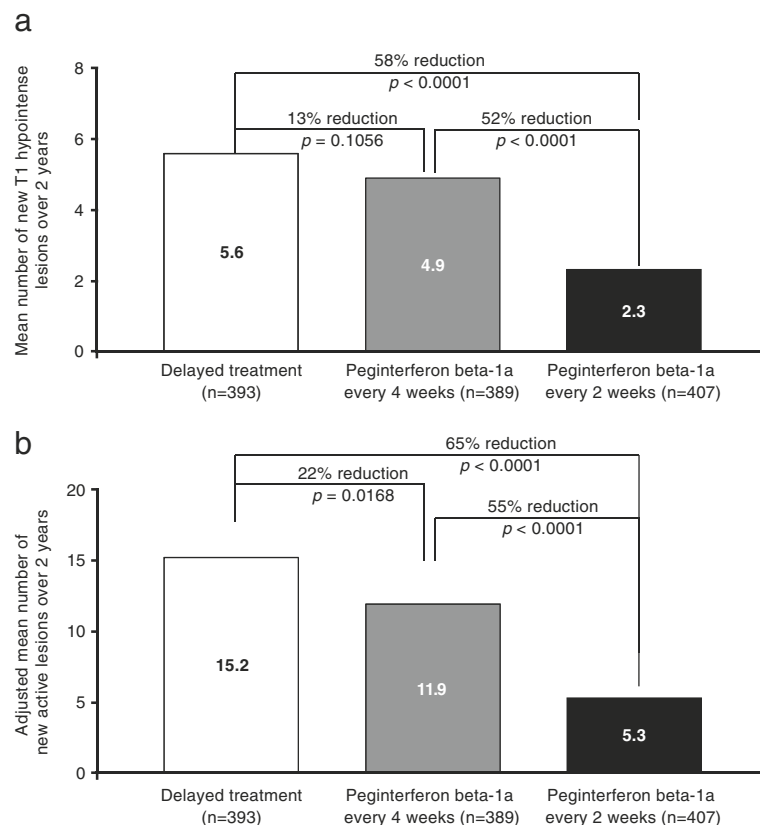 a
58% reduction
p < 0.0001
13% reduction
p = 0.1056
52% reduction
p < 0.0001
Mean number of new T1 hypointense
lesions over 2 years
8
6
4
2
0
5.6
4.9
2.3
Delayed treatment
(n=393)
Peginterferon beta-1a
every 4 weeks (n=389)
Peginterferon beta-1a
every 2 weeks (n=407)
b
65% reduction
p < 0.0001
22% reduction
p = 0.0168
55% reduction
p < 0.0001
Adjusted mean number of
new active lesions over 2 years
20
15
10
5
0
15.2
11.9
5.3
Delayed treatment
(n=393)
Peginterferon beta-1a
every 4 weeks (n=389)
Peginterferon beta-1a
every 2 weeks (n=407)